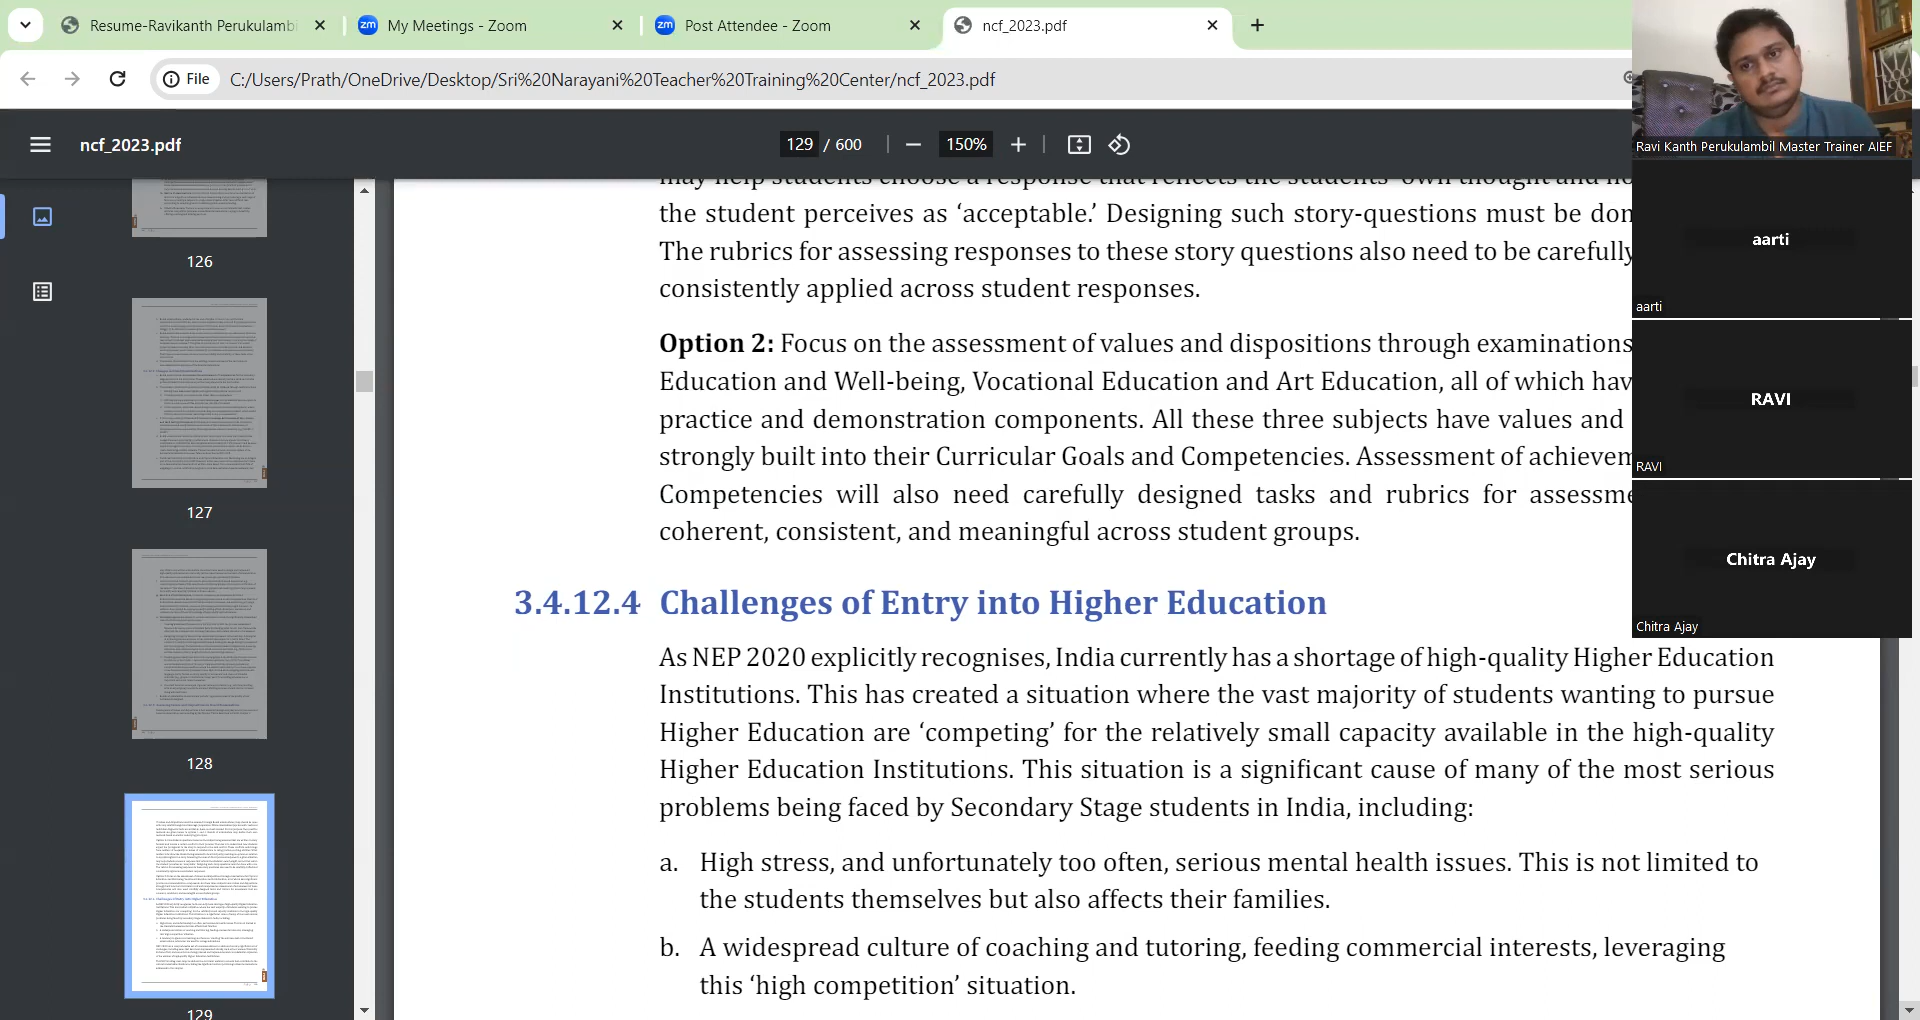 Resume-Ravikanth Perukulambi
My Meetings - Zoom
Post Attendee - Zoom
ncf_2023.pdf
File
C:/Users/Prath/OneDrive/Desktop/Sri%20Narayani%20Teacher%20Training%20Center/ncf_2023.pdf
ncf_2023.pdf
129 / 600
150%
126
127
128
129
may help students choose a response that reflects the students' own thought and
the student perceives as ‘acceptable.’ Designing such story-questions must be don
The rubrics for assessing responses to these story questions also need to be carefully
consistently applied across student responses.
Option 2: Focus on the assessment of values and dispositions through examinations
Education and Well-being, Vocational Education and Art Education, all of which hav
practice and demonstration components. All these three subjects have values and
strongly built into their Curricular Goals and Competencies. Assessment of achievem
Competencies will also need carefully designed tasks and rubrics for assessme
coherent, consistent, and meaningful across student groups.
3.4.12.4 Challenges of Entry into Higher Education
As NEP 2020 explicitly recognises, India currently has a shortage of high-quality Higher Education
Institutions. This has created a situation where the vast majority of students wanting to pursue
Higher Education are ‘competing’ for the relatively small capacity available in the high-quality
Higher Education Institutions. This situation is a significant cause of many of the most serious
problems being faced by Secondary Stage students in India, including:
a. High stress, and unfortunately too often, serious mental health issues. This is not limited to
the students themselves but also affects their families.
b. A widespread culture of coaching and tutoring, feeding commercial interests, leveraging
this ‘high competition’ situation.
Ravi Kanth Perukulambil Master Trainer AIEF
aarti
aarti
RAVI
RAVI
Chitra Ajay
Chitra Ajay